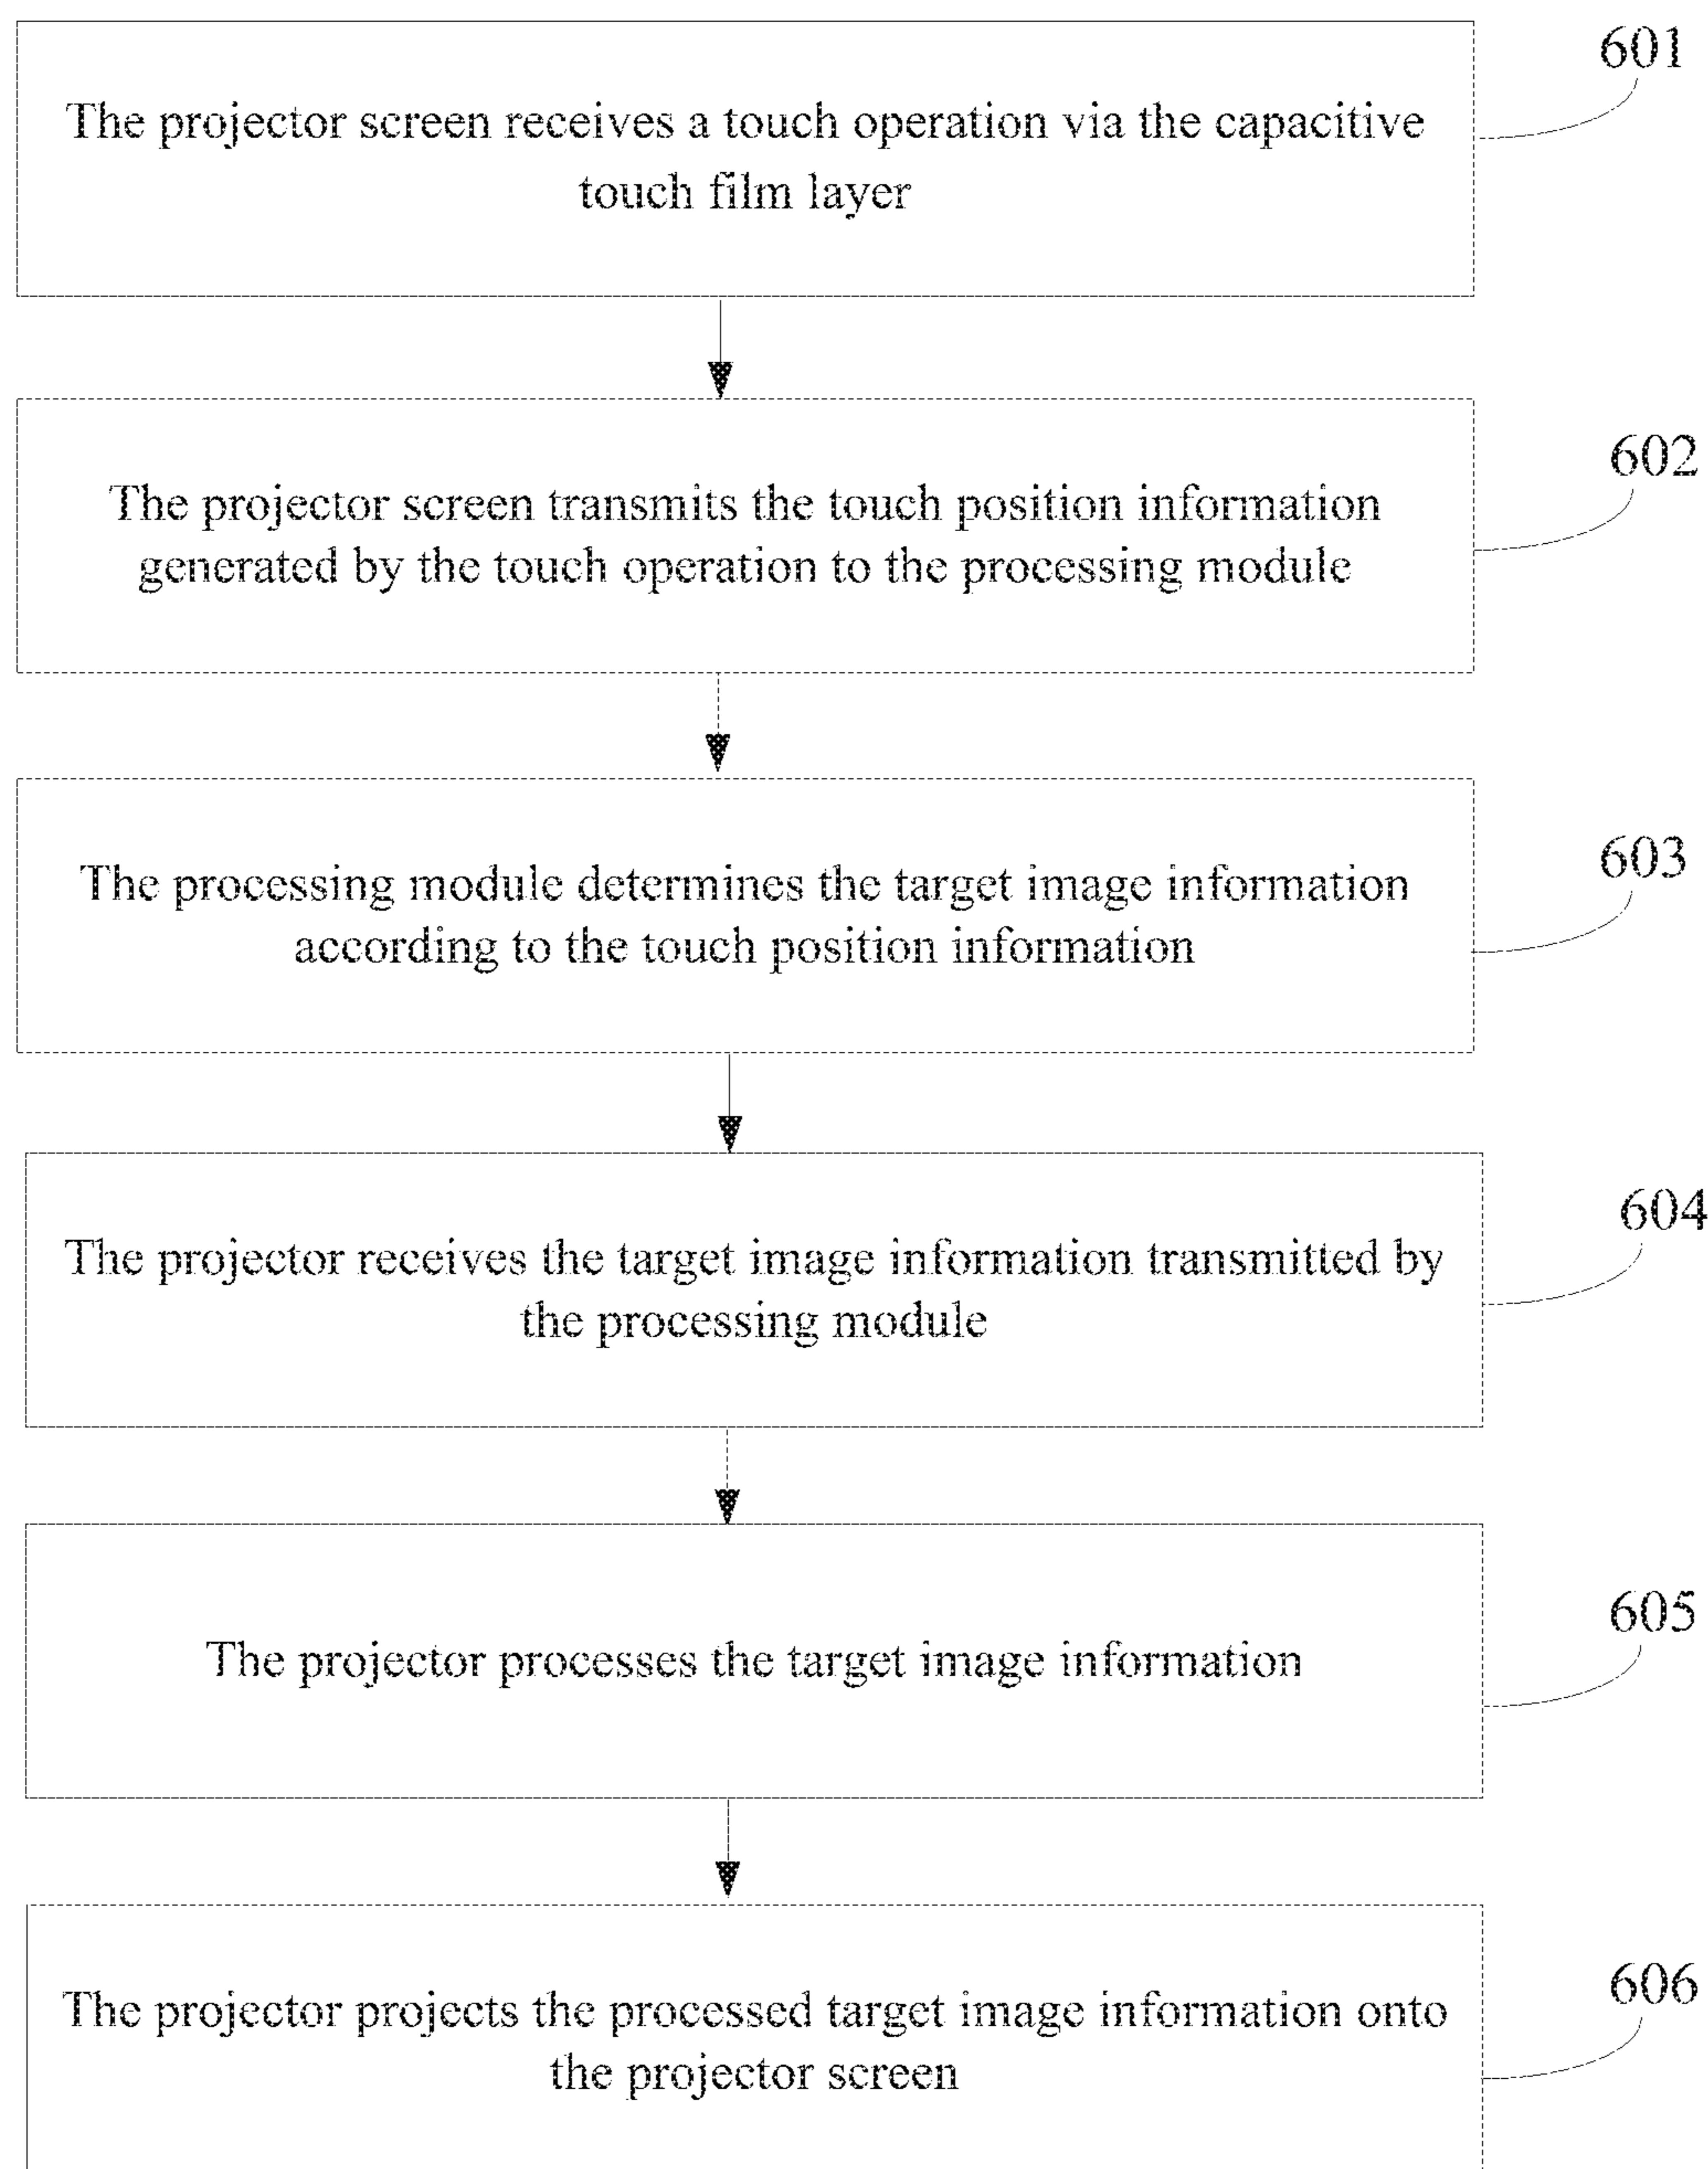 601
The projector screen receives a touch operation via the capacitive
touch film layer
602
The projector screen transmits the touch position information
generated by the touch operation to the processing module
603
The processing module determines the target image information
according to the touch position information
604
The projector receives the target image information transmitted by
the processing module
605
The projector processes the target image information
606
The projector projects the processed target image information onto
the projector screen